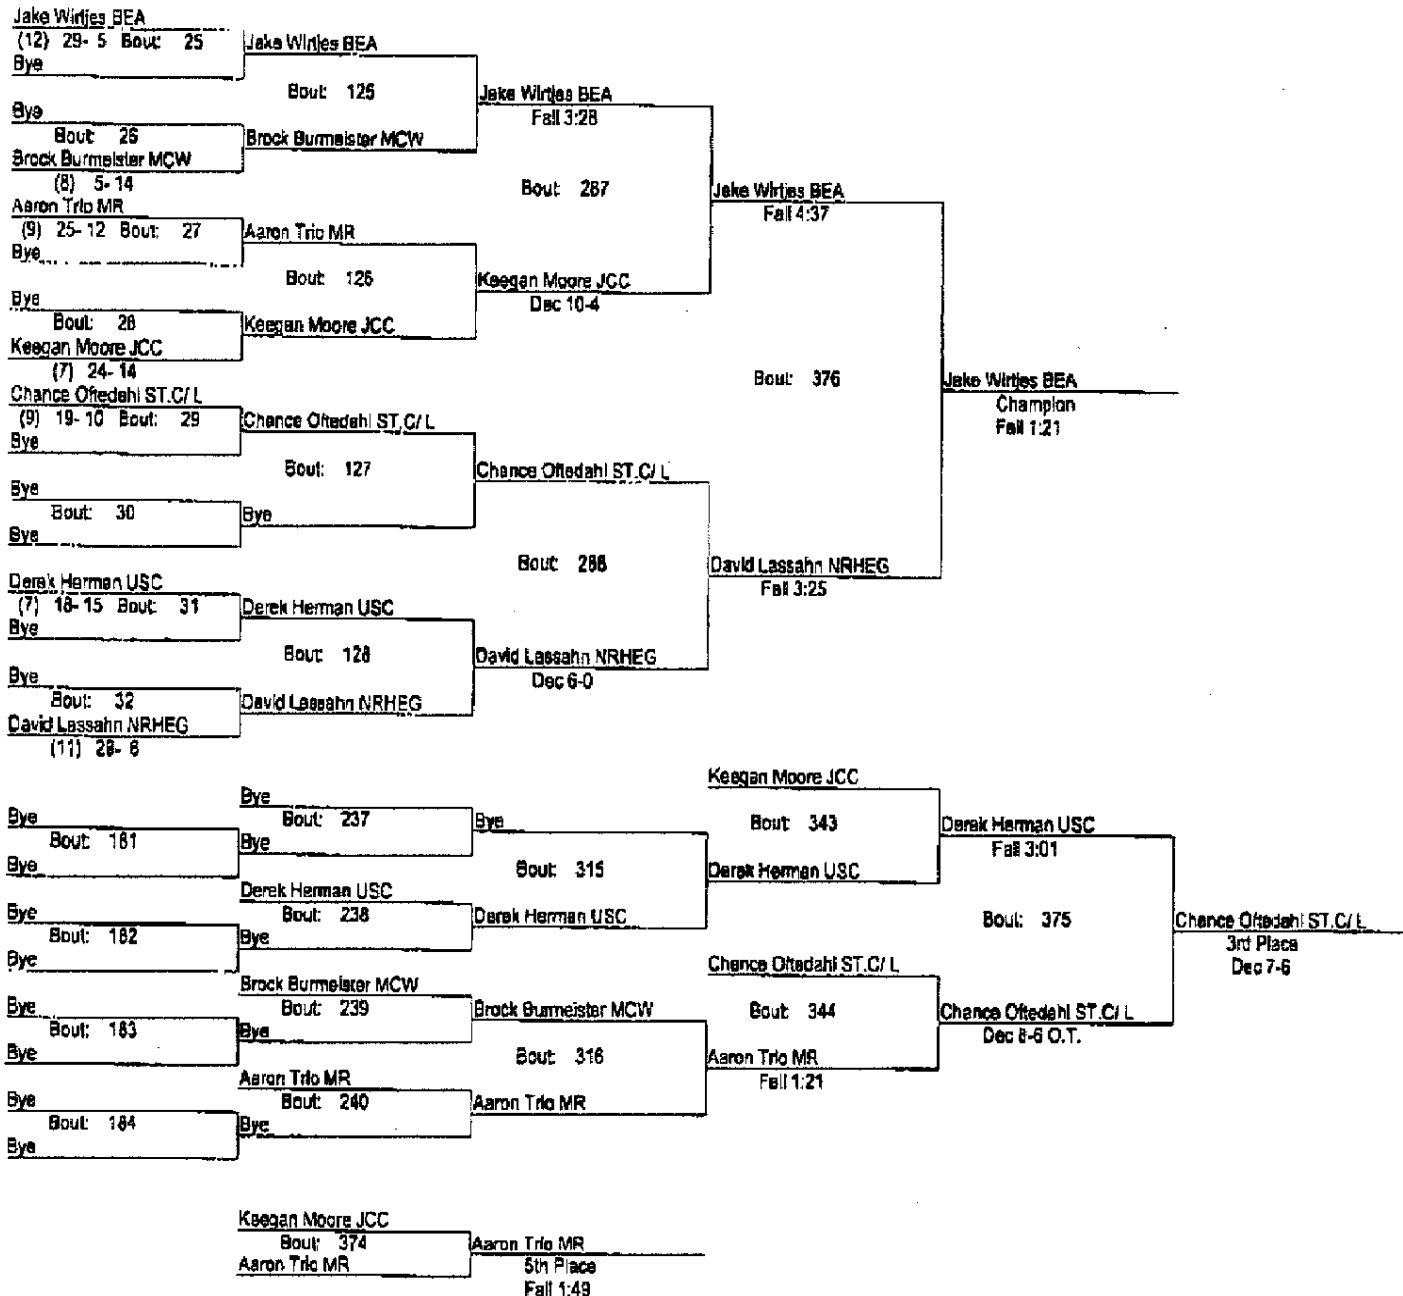 Jake Wirtjes BEA
(12) 29- 5 Bout: 25
Bye
Bye
Bout: 26
Brock Burmeister MCW
(8) 5- 14
Aaron Trio MR
(9) 25- 12 Bout: 27
Bye
Bye
Bout: 28
Keegan Moore JCC
(7) 24- 14
Chance Oftedahl ST.C/ L
(9) 19- 10 Bout: 29
Bye
Bye
Bout: 30
Bye
Derek Herman USC
(7) 18- 15 Bout: 31
Bye
Bye
Bout: 32
David Lassahn NRHEG
(11) 28- 6
Jake Wirtjes BEA
Bout: 125
Brock Burmeister MCW
Aaron Trio MR
Bout: 126
Keegan Moore JCC
Chance Oftedahl ST.C/ L
Bout: 127
Bye
Derek Herman USC
Bout: 128
David Lassahn NRHEG
Jake Wirtjes BEA
Fall 3:28
Bout: 287
Keegan Moore JCC
Dec 10-4
Chance Oftedahl ST.C/ L
Bout: 288
David Lassahn NRHEG
Dec 6-0
Jake Wirtjes BEA
Fall 4:37
Bout: 376
David Lassahn NRHEG
Fall 3:25
Jake Wirtjes BEA
Champion
Fall 1:21
Bye
Bout: 181
Bye
Bye
Bout: 182
Bye
Bye
Bout: 183
Bye
Bye
Bout: 184
Bye
Bye
Bout: 237
Bye
Derek Herman USC
Bout: 238
Bye
Brock Burmeister MCW
Bout: 239
Bye
Aaron Trio MR
Bout: 240
Bye
Bye
Bout: 315
Derek Herman USC
Brock Burmeister MCW
Bout: 316
Aaron Trio MR
Keegan Moore JCC
Bout: 343
Derek Herman USC
Chance Oftedahl ST.C/ L
Bout: 344
Aaron Trio MR
Fall 1:21
Derek Herman USC
Fall 3:01
Bout: 375
Chance Oftedahl ST.C/ L
Dec 8-6 O.T.
Chance Oftedahl ST.C/ L
3rd Place
Dec 7-6
Keegan Moore JCC
Bout: 374
Aaron Trio MR
Aaron Trio MR
5th Place
Fall 1:49